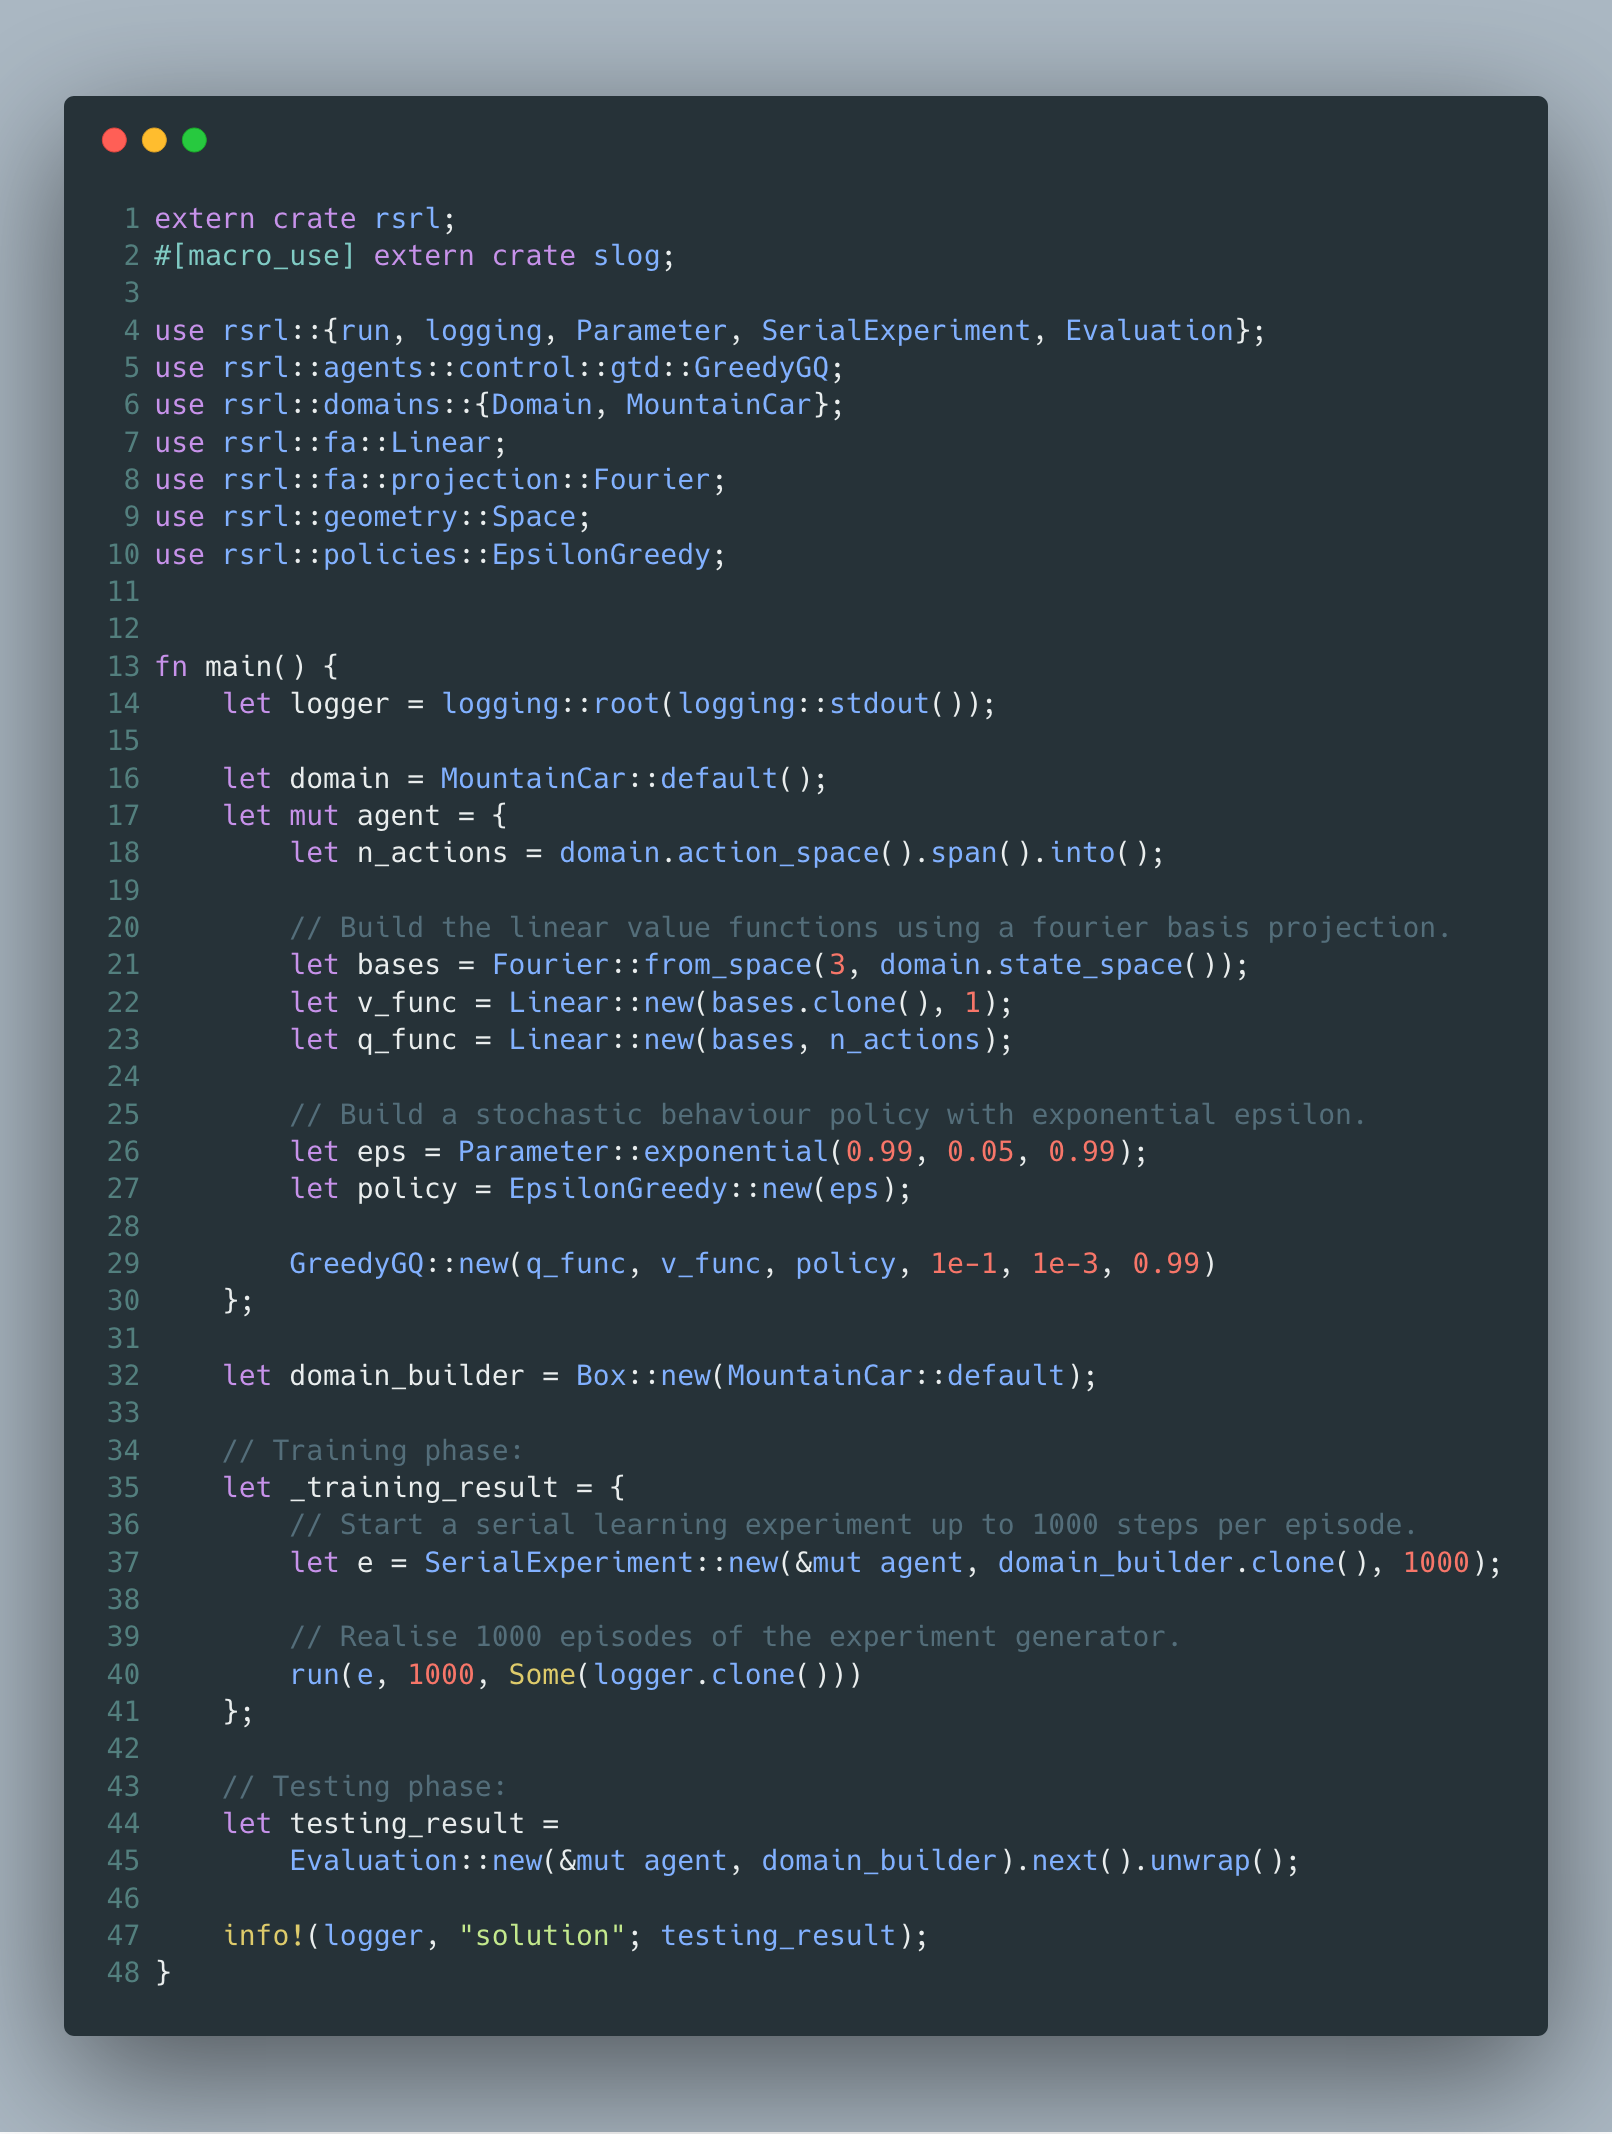 1 extern crate rsrl;
2 #[macro_use] extern crate slog;
3
4 use rsrl::{run, logging, Parameter, SerialExperiment, Evaluation};
5 use rsrl::agents::control::gtd::GreedyGQ;
6 use rsrl::domains::{Domain, MountainCar};
7 use rsrl::fa::Linear;
8 use rsrl::fa::projection::Fourier;
9 use rsrl::geometry::Space;
10 use rsrl::policies::EpsilonGreedy;
11
12
13 fn main() {
14     let logger = logging::root(logging::stdout());
15
16     let domain = MountainCar::default();
17     let mut agent = {
18         let n_actions = domain.action_space().span().into();
19
20         // Build the linear value functions using a fourier basis projection.
21         let bases = Fourier::from_space(3, domain.state_space());
22         let v_func = Linear::new(bases.clone(), 1);
23         let q_func = Linear::new(bases, n_actions);
24
25         // Build a stochastic behaviour policy with exponential epsilon.
26         let eps = Parameter::exponential(0.99, 0.05, 0.99);
27         let policy = EpsilonGreedy::new(eps);
28
29         GreedyGQ::new(q_func, v_func, policy, 1e-1, 1e-3, 0.99)
30     };
31
32     let domain_builder = Box::new(MountainCar::default);
33
34     // Training phase:
35     let _training_result = {
36         // Start a serial learning experiment up to 1000 steps per episode.
37         let e = SerialExperiment::new(&mut agent, domain_builder.clone(), 1000);
38
39         // Realise 1000 episodes of the experiment generator.
40         run(e, 1000, Some(logger.clone()))
41     };
42
43     // Testing phase:
44     let testing_result =
45         Evaluation::new(&mut agent, domain_builder).next().unwrap();
46
47     info!(logger, "solution"; testing_result);
48 }